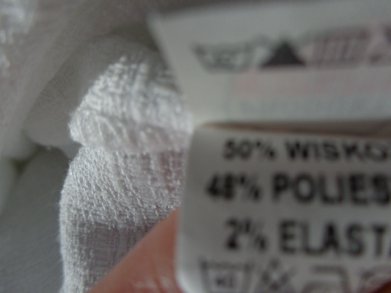 50% WISKO
48% POLIES
2% ELASTA